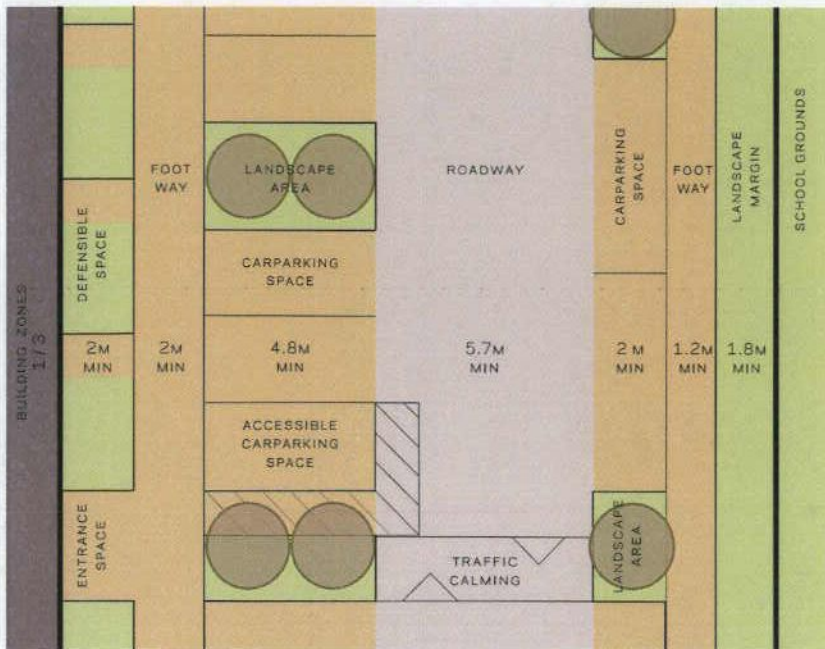 BUILDING ZONES
1/3
DEFENSIBLE
SPACE
2M
MIN
ENTRANCE
SPACE
FOOT
WAY
2M
MIN
LANDSCAPE
AREA
CARPARKING
SPACE
4.8M
MIN
ACCESSIBLE
CARPARKING
SPACE
ROADWAY
5.7M
MIN
TRAFFIC
CALMING
CARPARKING
SPACE
2 M
MIN
LANDSCAPE
AREA
FOOT
WAY
1.2M
MIN
LANDSCAPE
MARGIN
1.8M
MIN
SCHOOL GROUNDS